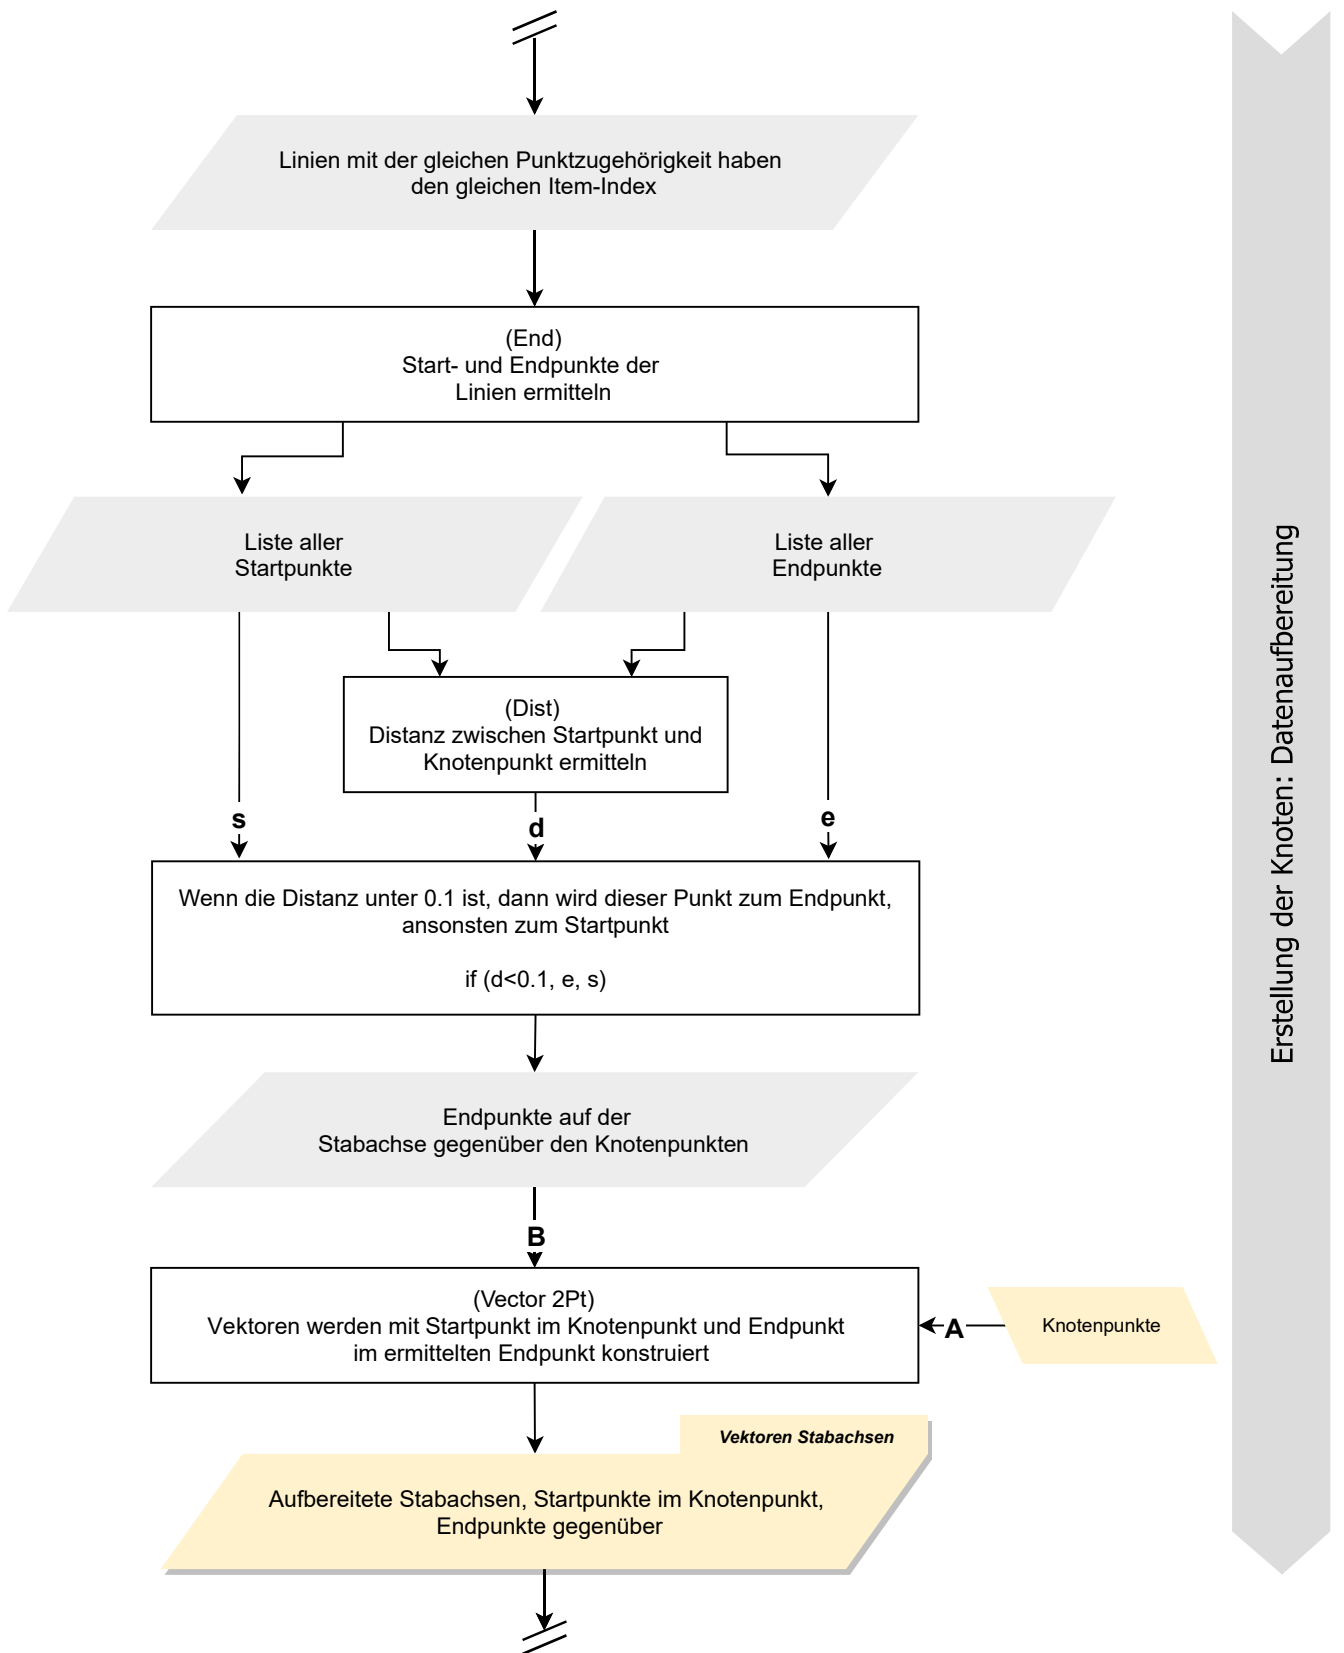 Linien mit der gleichen Punktzugehörigkeit haben
den gleichen Item-Index
(End)
Start- und Endpunkte der
Linien ermitteln
Liste aller
Startpunkte
Liste aller
Endpunkte
(Dist)
Distanz zwischen Startpunkt und
Knotenpunkt ermitteln
s
d
e
Wenn die Distanz unter 0.1 ist, dann wird dieser Punkt zum Endpunkt,
ansonsten zum Startpunkt
if (d<0.1, e, s)
Endpunkte auf der
Stabachse gegenüber den Knotenpunkten
B
(Vector 2Pt)
Vektoren werden mit Startpunkt im Knotenpunkt und Endpunkt
im ermittelten Endpunkt konstruiert
A
Knotenpunkte
Vektoren Stabachsen
Aufbereitete Stabachsen, Startpunkte im Knotenpunkt,
Endpunkte gegenüber
Erstellung der Knoten: Datenaufbereitung